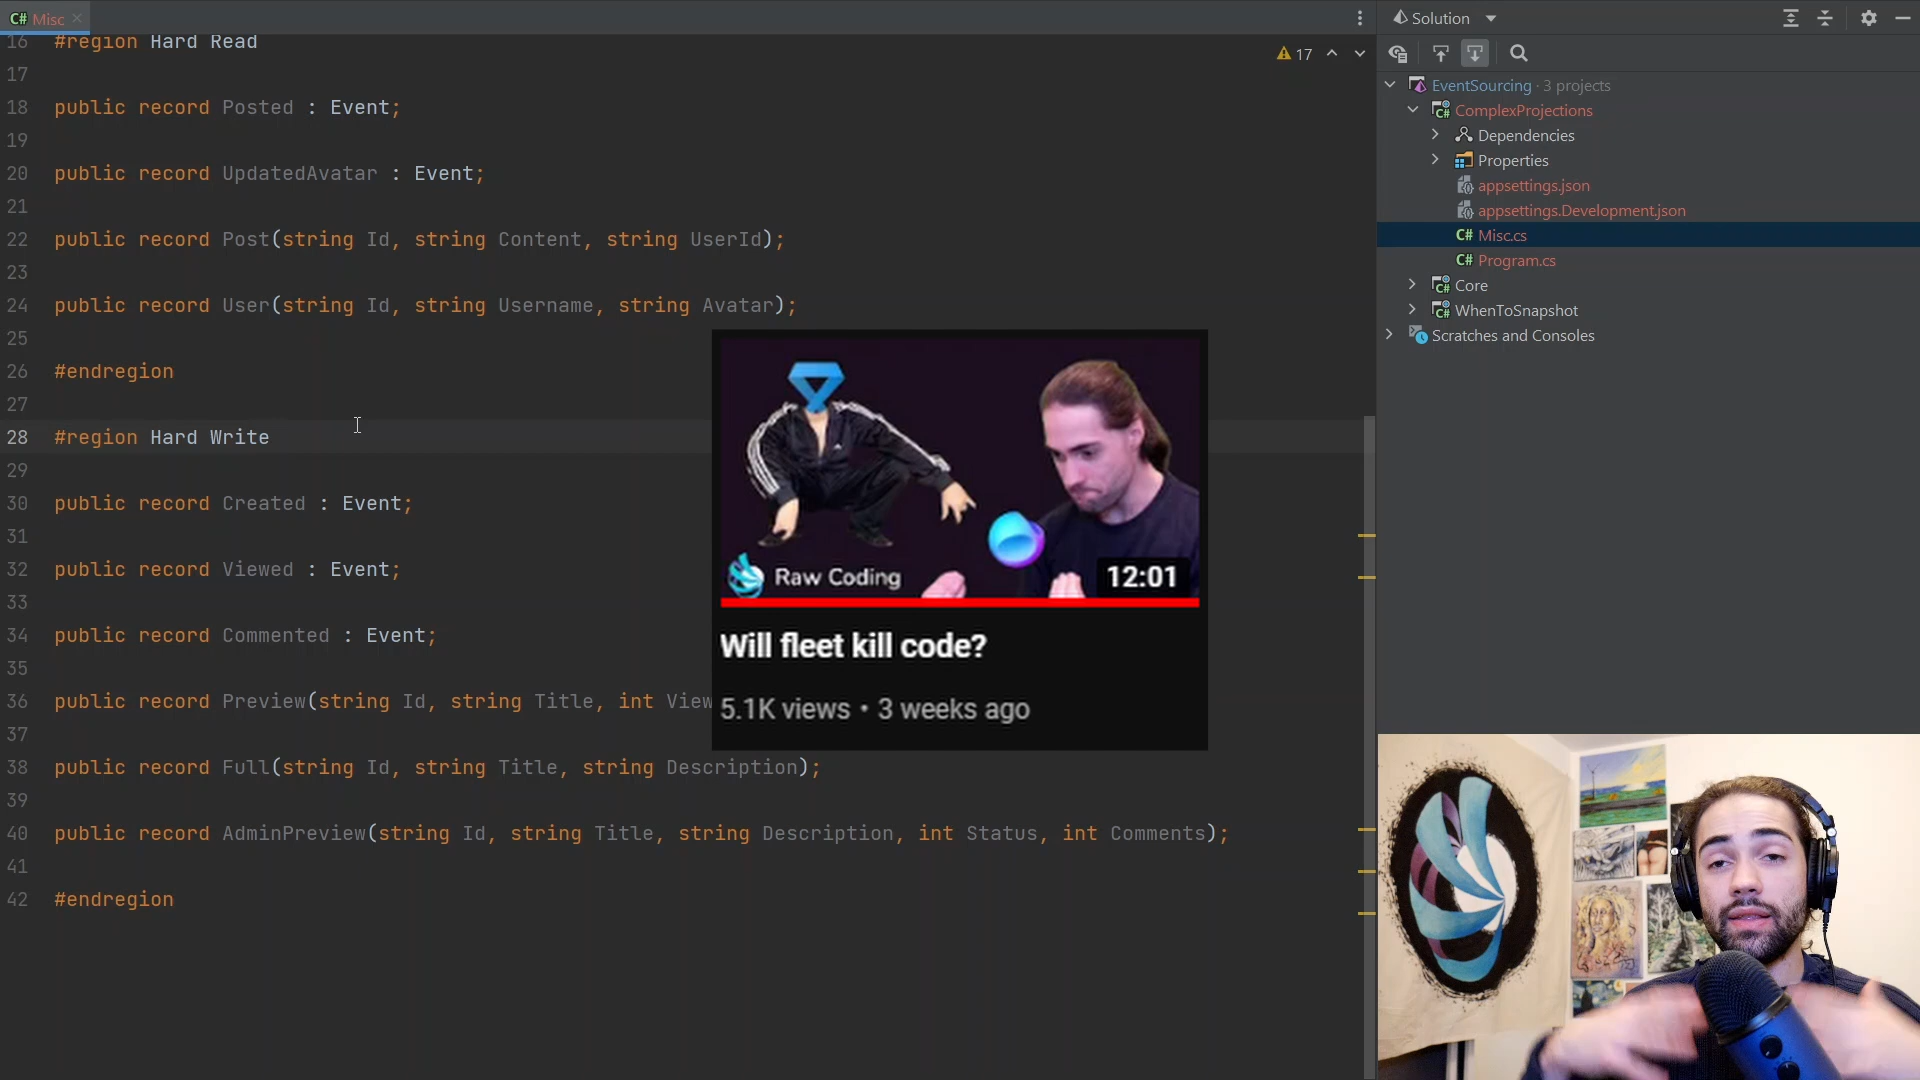 C# Misc
16 #region Hard Read
17
18 public record Posted : Event;
19
20 public record UpdatedAvatar : Event;
21
22 public record Post(string Id, string Content, string UserId);
23
24 public record User(string Id, string Username, string Avatar);
25
26 #endregion
27
28 #region Hard Write
29
30 public record Created : Event;
31
32 public record Viewed : Event;
33
34 public record Commented : Event;
35
36 public record Preview(string Id, string Title, int View
37
38 public record Full(string Id, string Title, string Description);
39
40 public record AdminPreview(string Id, string Title, string Description, int Status, int Comments);
41
42 #endregion
17
Raw Coding
12:01
Will fleet kill code?
5.1K views • 3 weeks ago
Solution
EventSourcing · 3 projects
C# ComplexProjections
Dependencies
Properties
appsettings.json
appsettings.Development.json
C# Misc.cs
C# Program.cs
C# Core
C# WhenToSnapshot
Scratches and Consoles